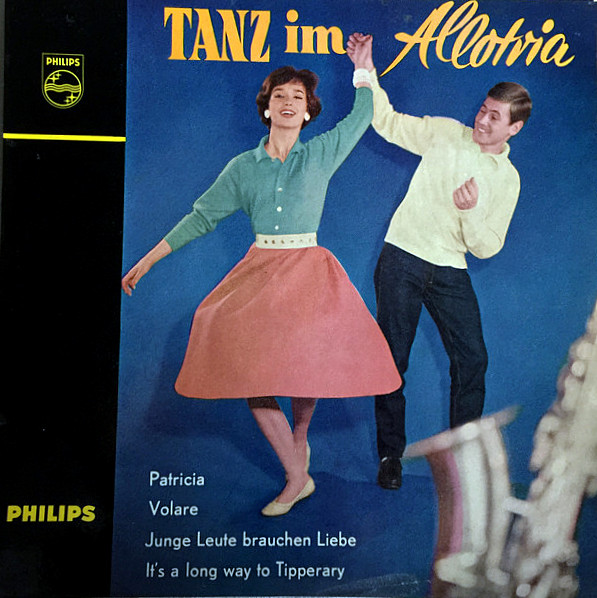 TANZ im Allotria
PHILIPS
Patricia
Volare
Junge Leute brauchen Liebe
It's a long way to Tipperary
PHILIPS